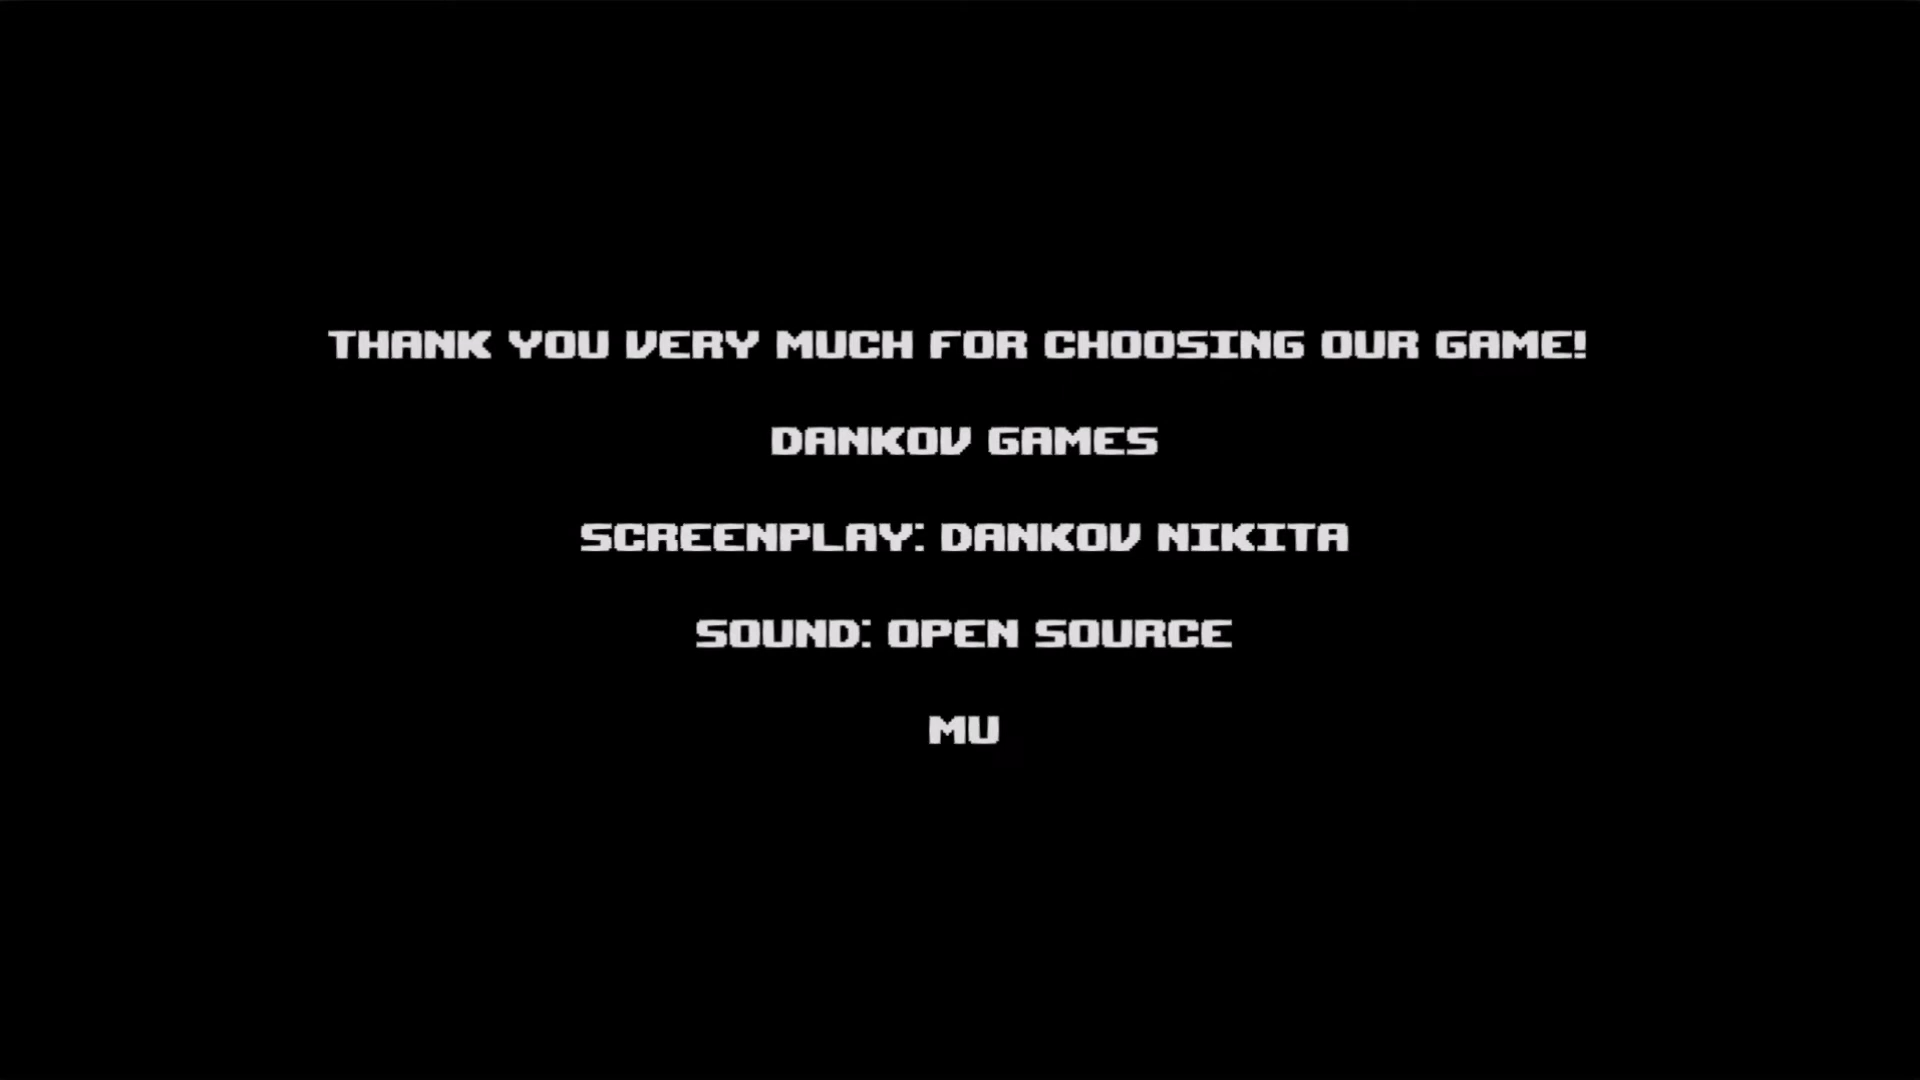 THANK YOU VERY MUCH FOR CHOOSING OUR GAME!
DANKOV GAMES
SCREENPLAY: DANKOV NIKITA
SOUND: OPEN SOURCE
MU